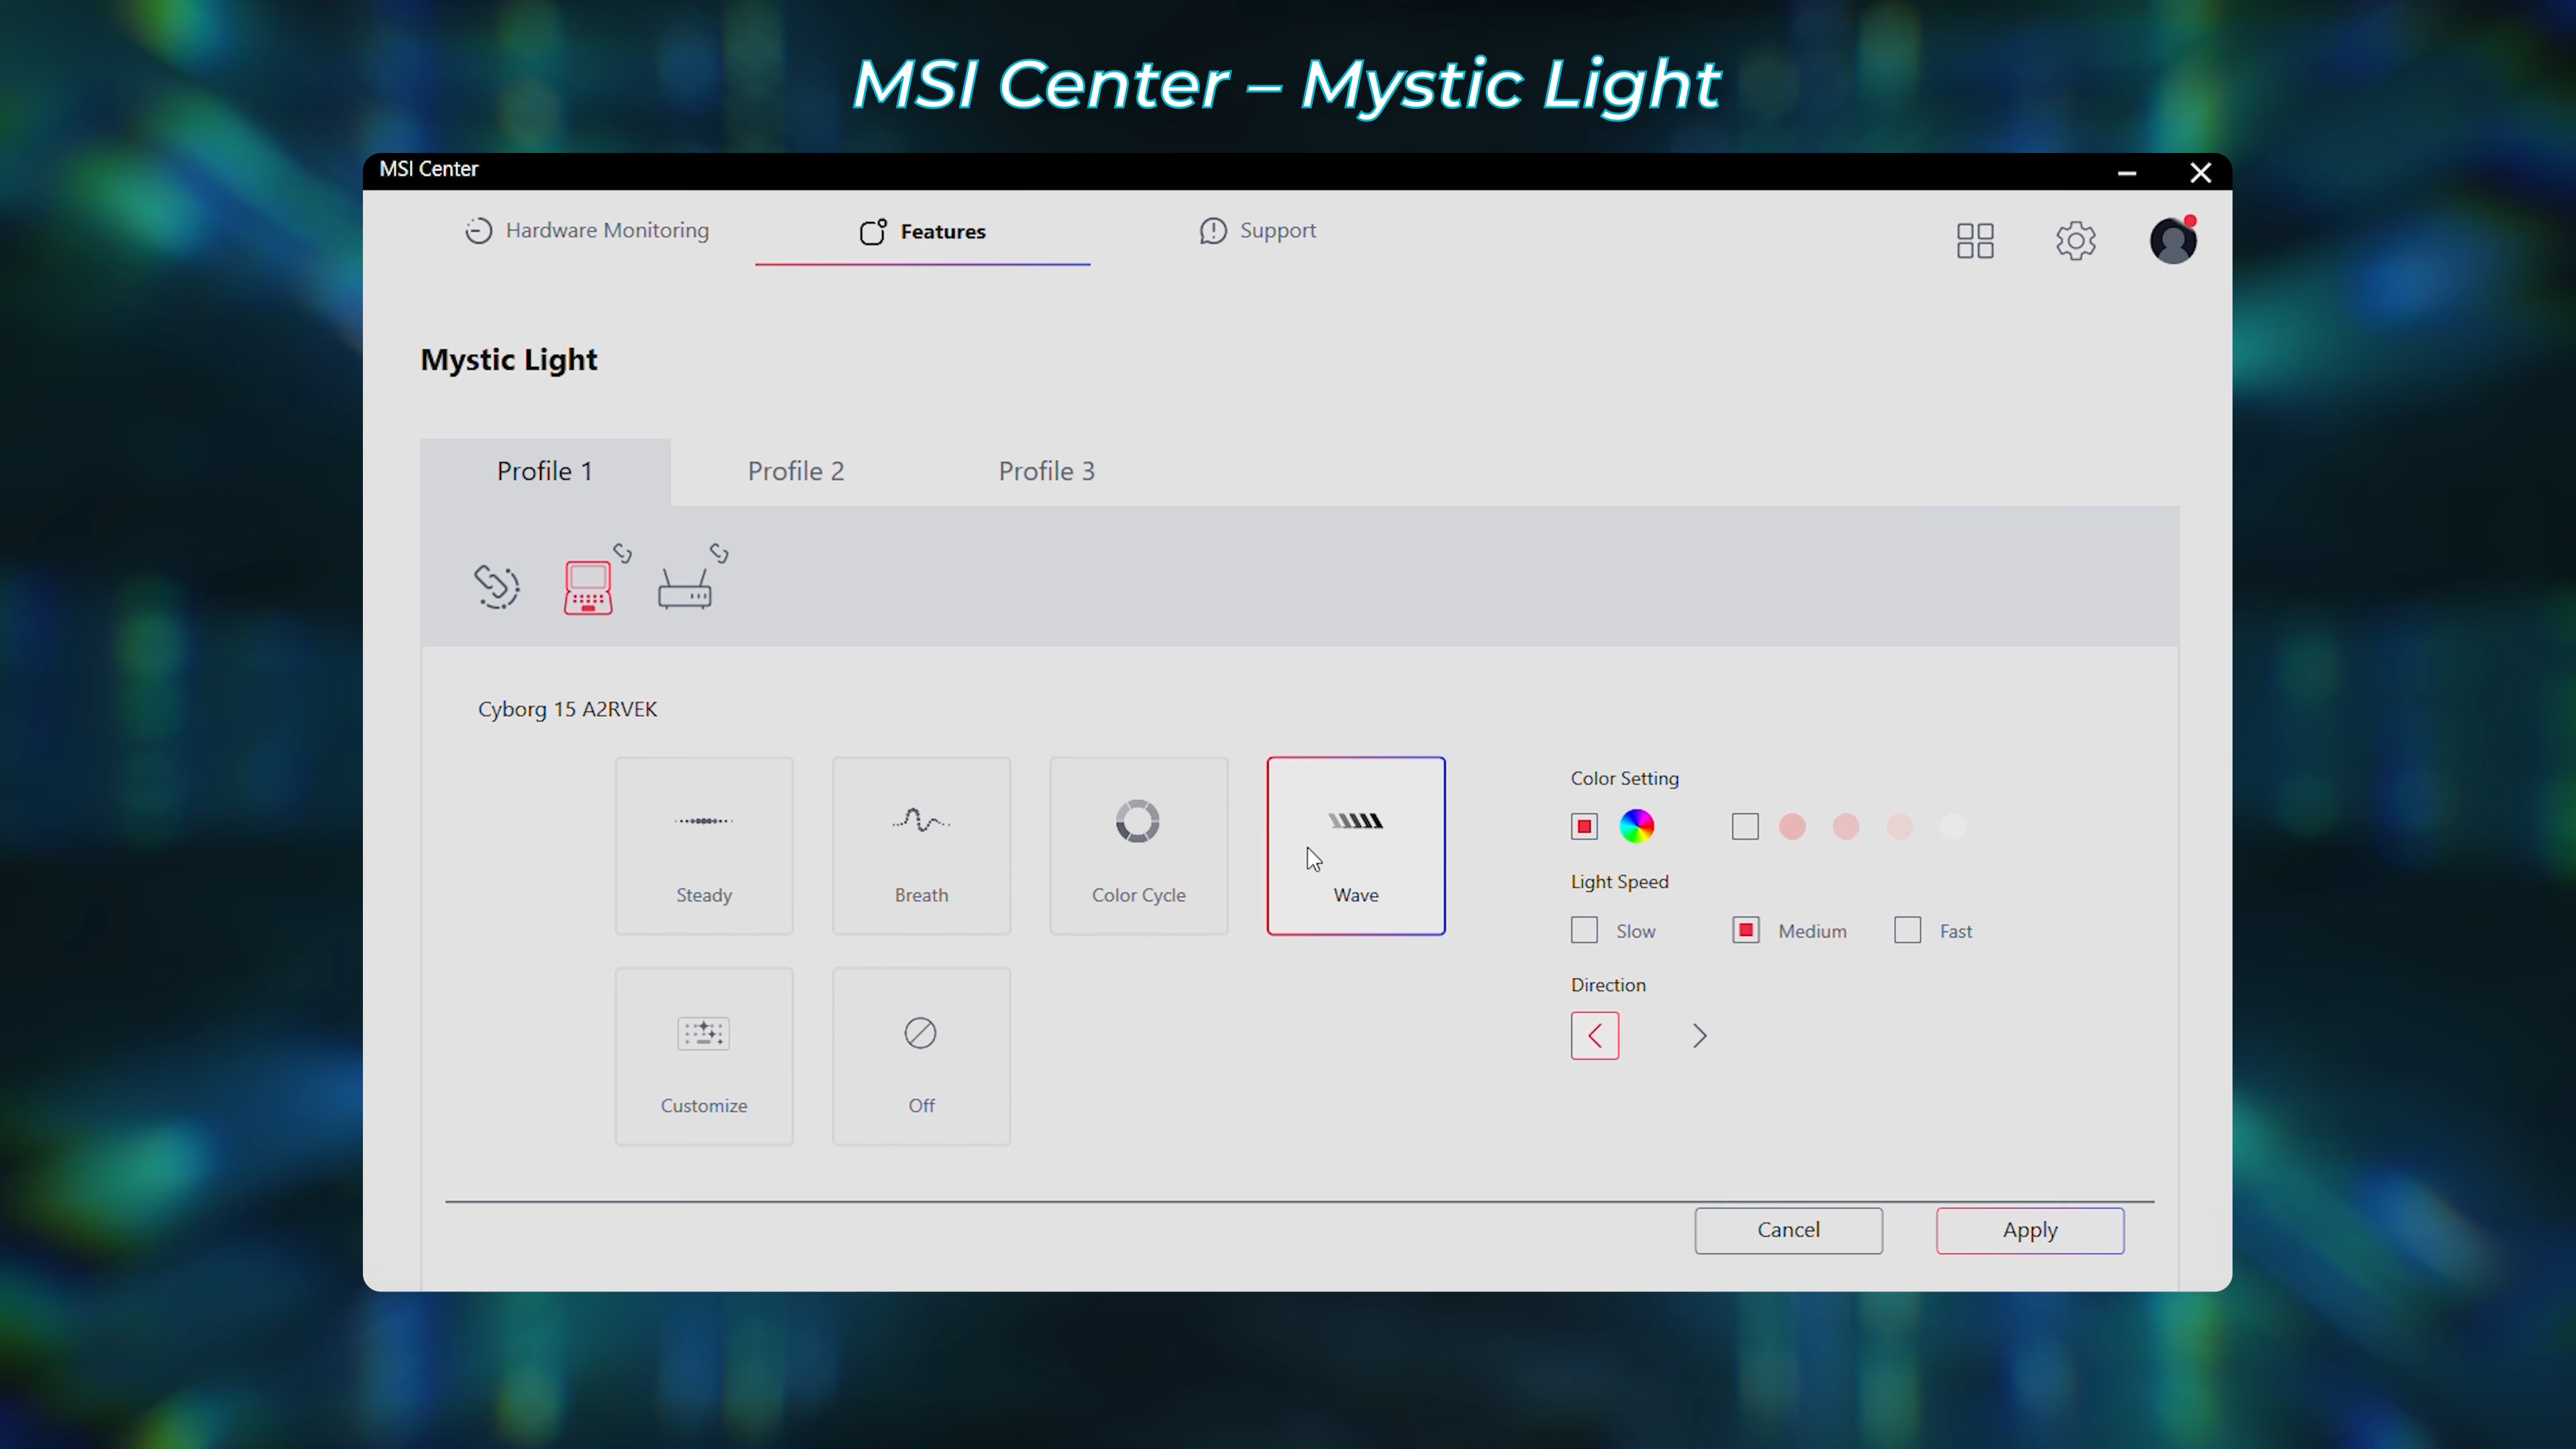 MSI Center – Mystic Light
MSI Center
Hardware Monitoring
Features
Support
Mystic Light
Profile 1
Profile 2
Profile 3
Cyborg 15 A2RVEK
Steady
Breath
Color Cycle
Wave
Customize
Off
Color Setting
Light Speed
Slow
Medium
Fast
Direction
Cancel
Apply